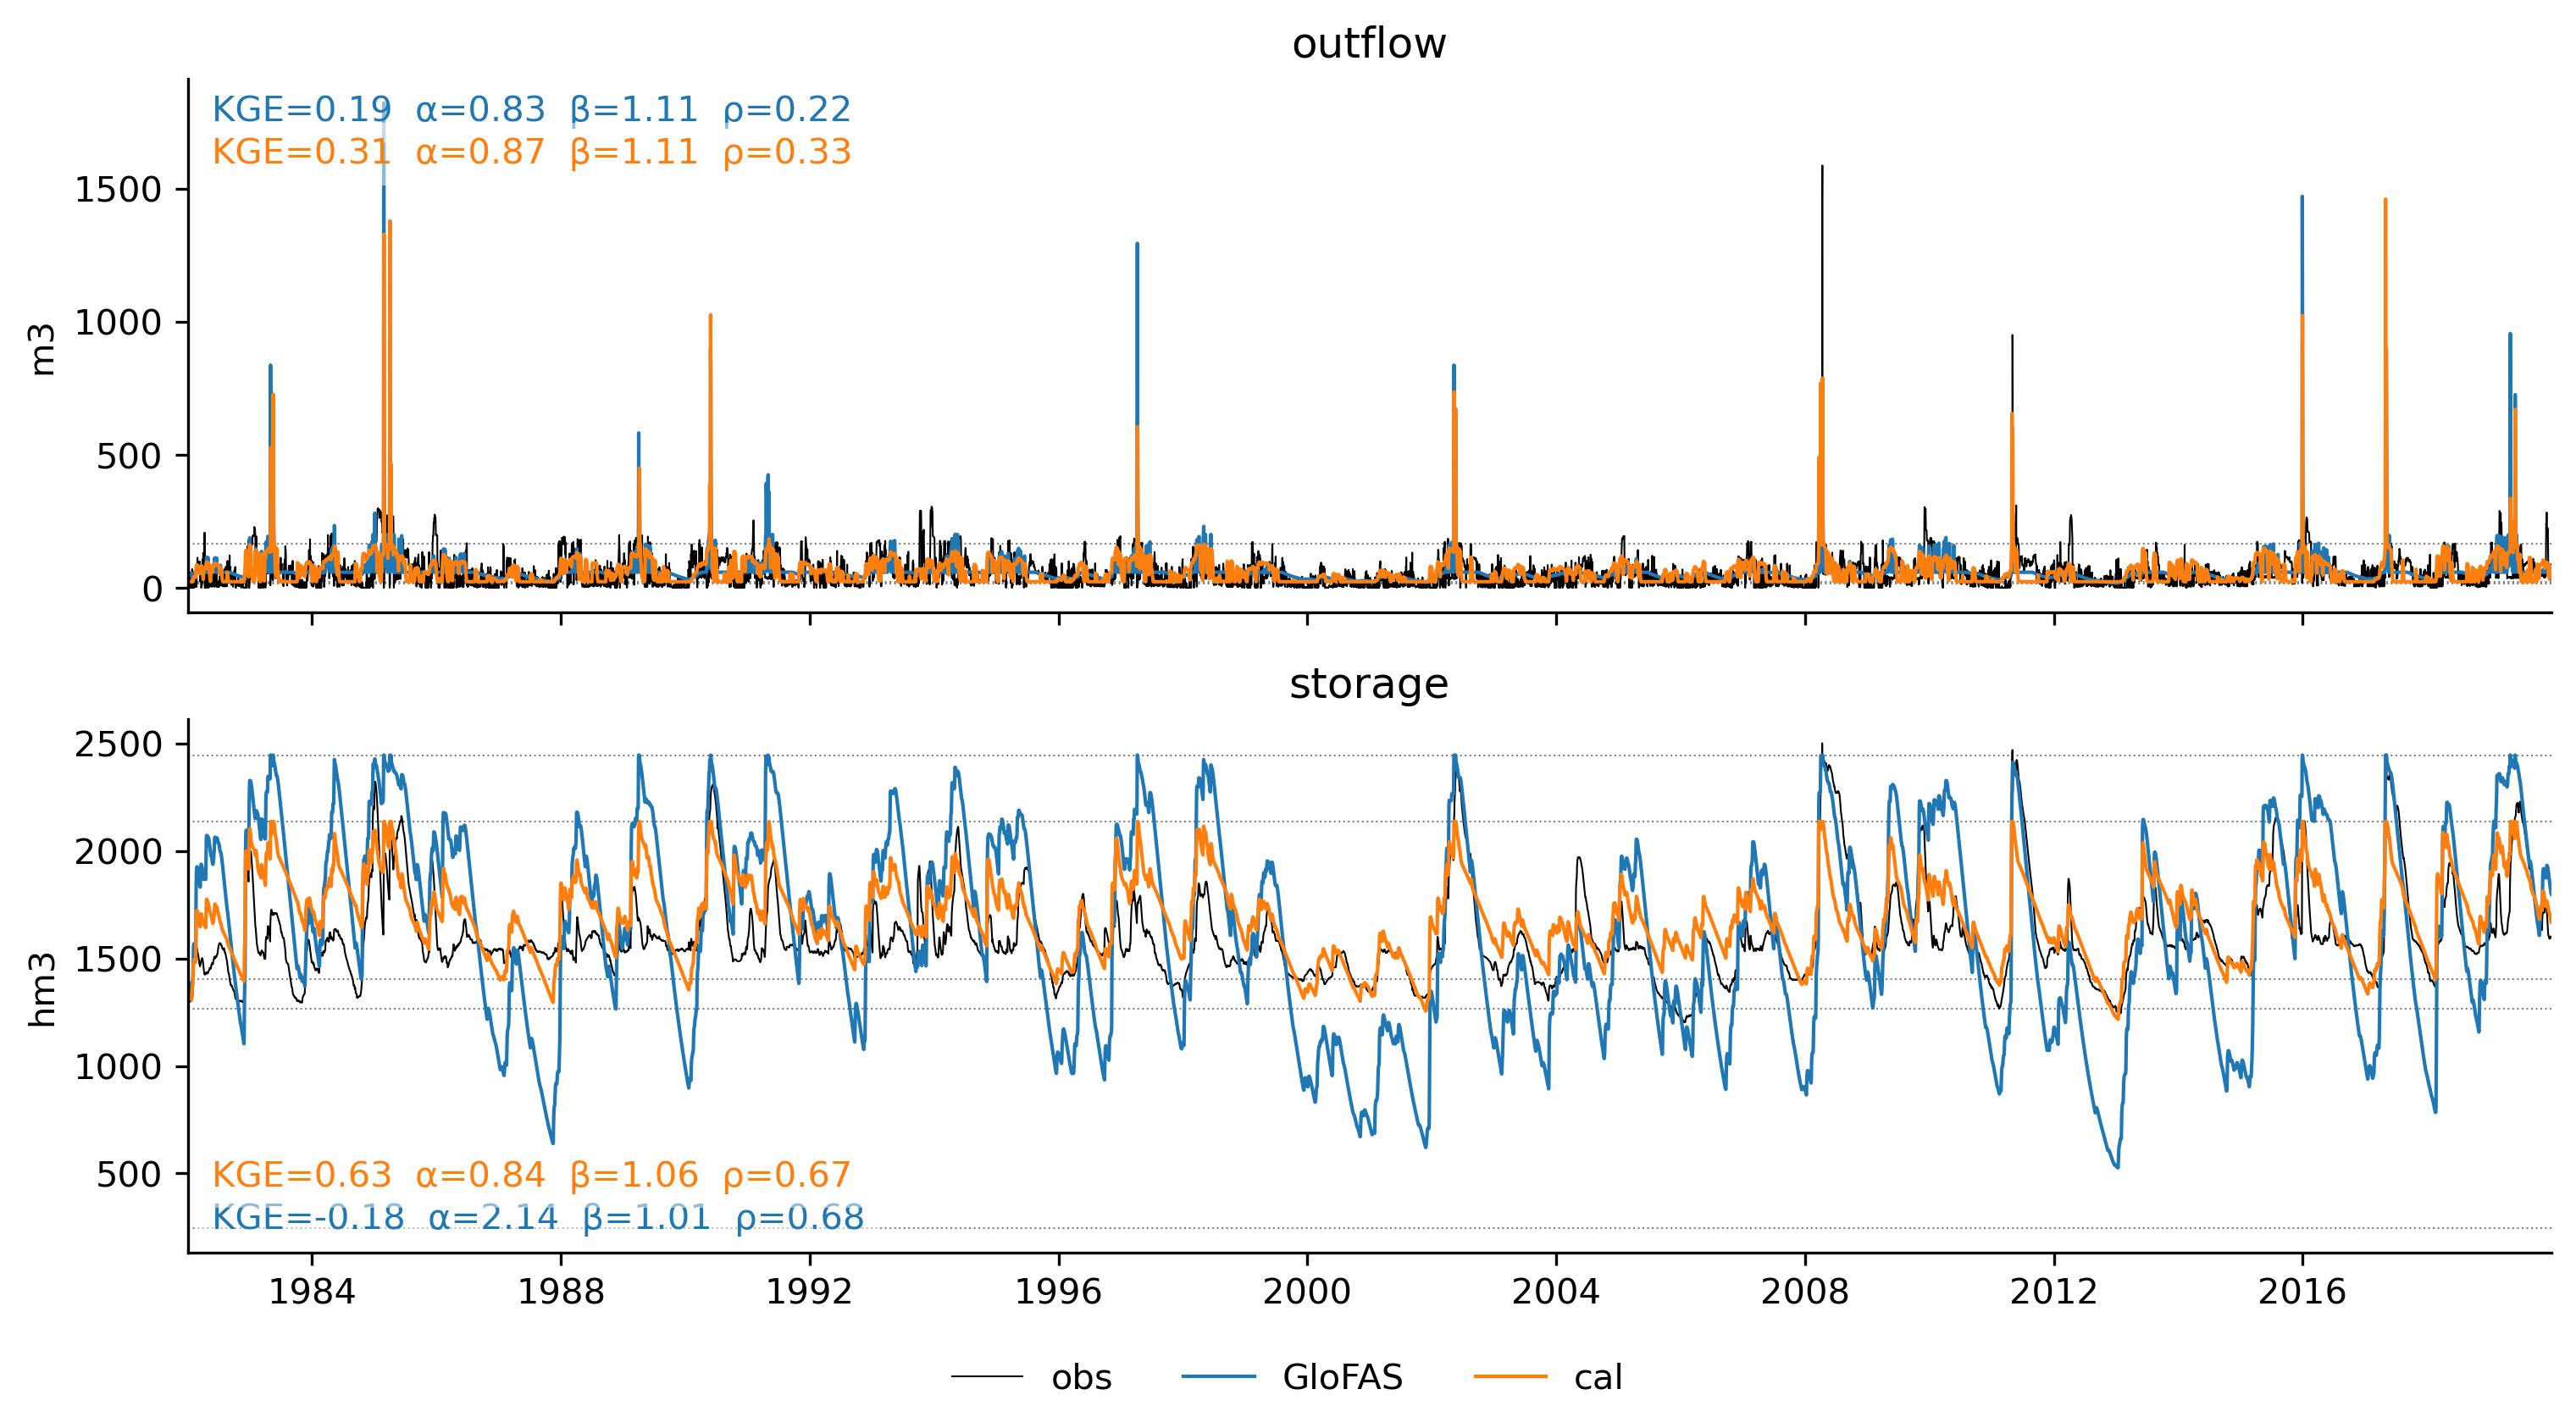 outflow
KGE=0.19 α=0.83 β=1.11 ρ=0.22
KGE=0.31 α=0.87 β=1.11 ρ=0.33
1500
1000
500
0
m3
storage
2500
2000
1500
1000
500
hm3
KGE=0.63 α=0.84 β=1.06 ρ=0.67
KGE=-0.18 α=2.14 β=1.01 ρ=0.68
1984 1988 1992 1996 2000 2004 2008 2012 2016
obs GloFAS cal